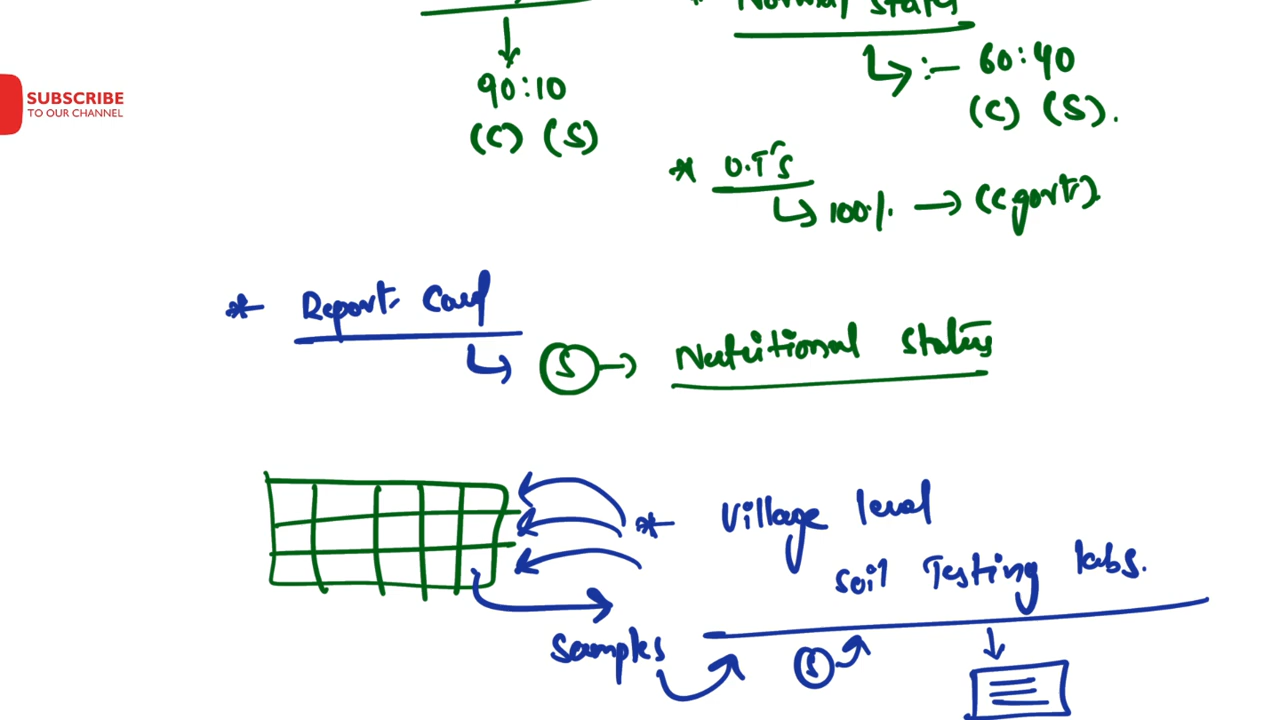 Normal States
:- 60:40
(C) (S).
90:10
(C) (S)
SUBSCRIBE
TO OUR CHANNEL
* U.T's
100%. → (C govt).
* Report Card
S → Nutritional Status
* Village level
Soil Testing labs.
Samples
S